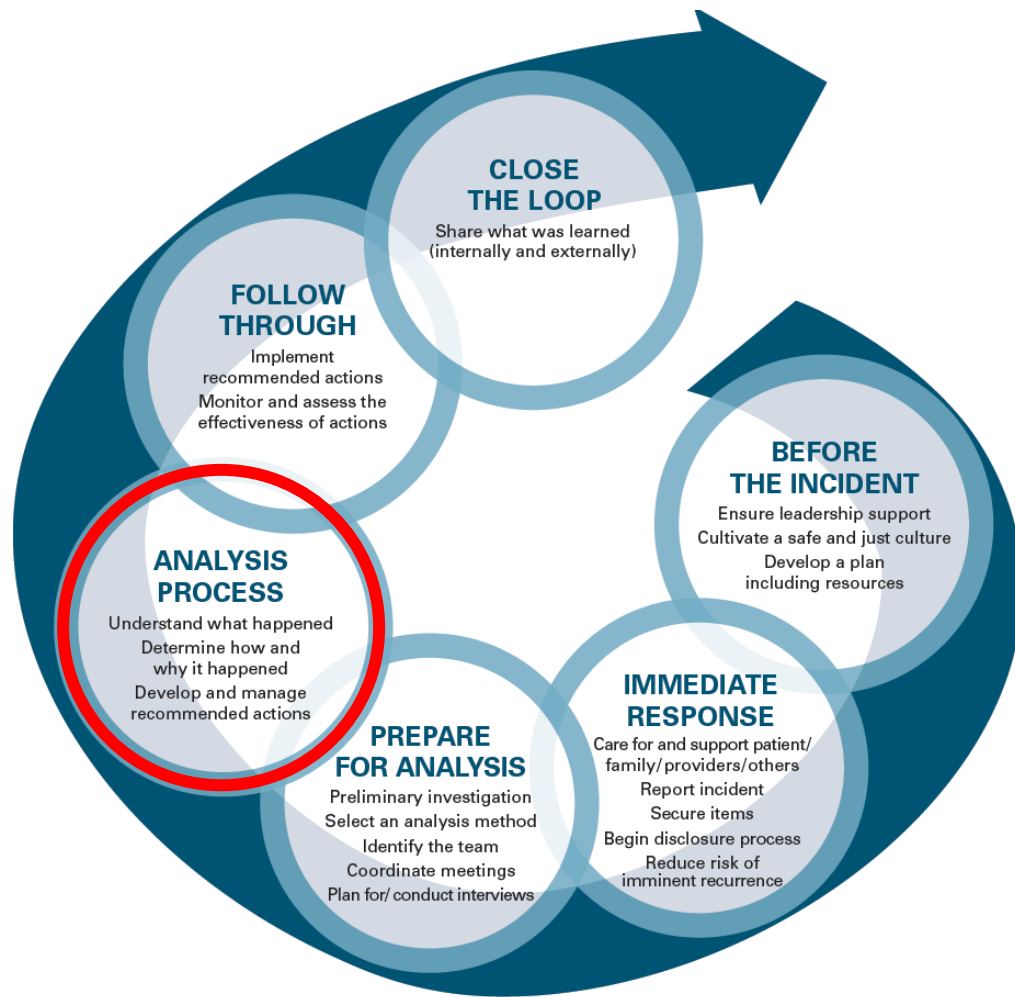 CLOSE
THE LOOP
Share what was learned
(internally and externally)
FOLLOW
THROUGH
Implement
recommended actions
Monitor and assess the
effectiveness of actions
BEFORE
THE INCIDENT
Ensure leadership support
Cultivate a safe and just culture
Develop a plan
including resources
ANALYSIS
PROCESS
Understand what happened
Determine how and
why it happened
Develop and manage
recommended actions
IMMEDIATE
RESPONSE
Care for and support patient/
family/providers/others
Report incident
Secure items
Begin disclosure process
Reduce risk of
imminent recurrence
PREPARE
FOR ANALYSIS
Preliminary investigation
Select an analysis method
Identify the team
Coordinate meetings
Plan for/ conduct interviews